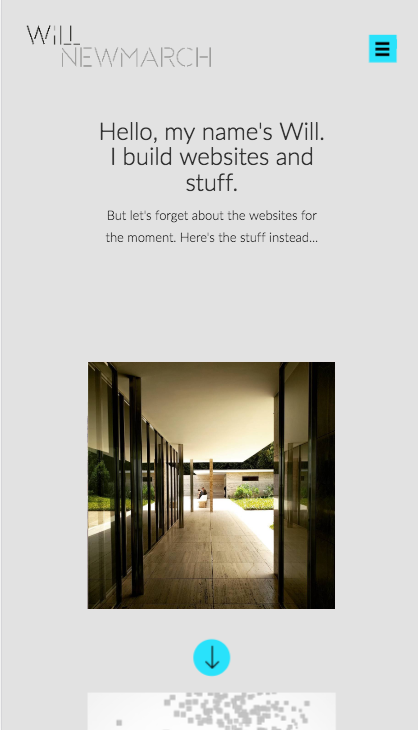 WILL
NEWMARCH
Hello, my name's Will.
I build websites and
stuff.
But let's forget about the websites for
the moment. Here's the stuff instead...